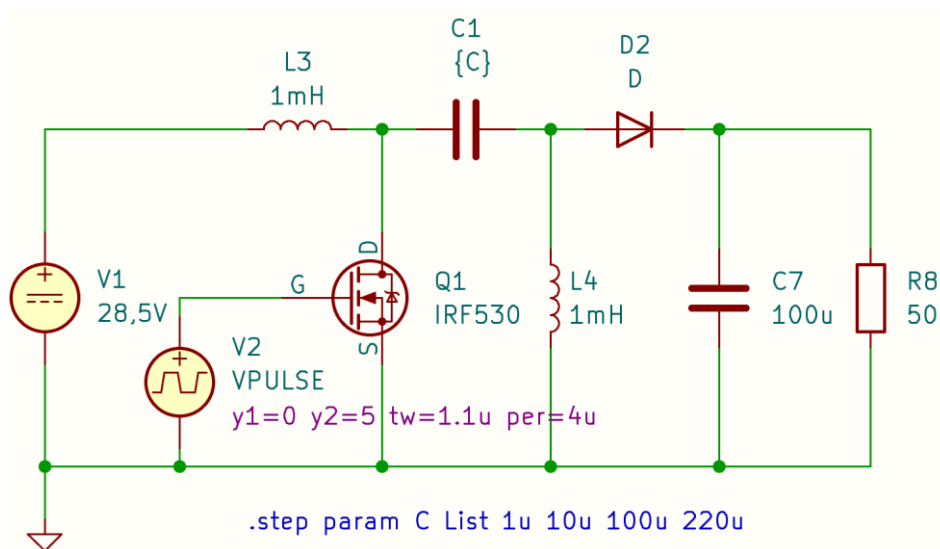 C1
{C}
D2
D
L3
1mH
V1
28,5V
G
D
S
Q1
IRF530
L4
1mH
C7
100u
R8
50
V2
VPULSE
y1=0 y2=5 tw=1.1u per=4u
.step param C List 1u 10u 100u 220u